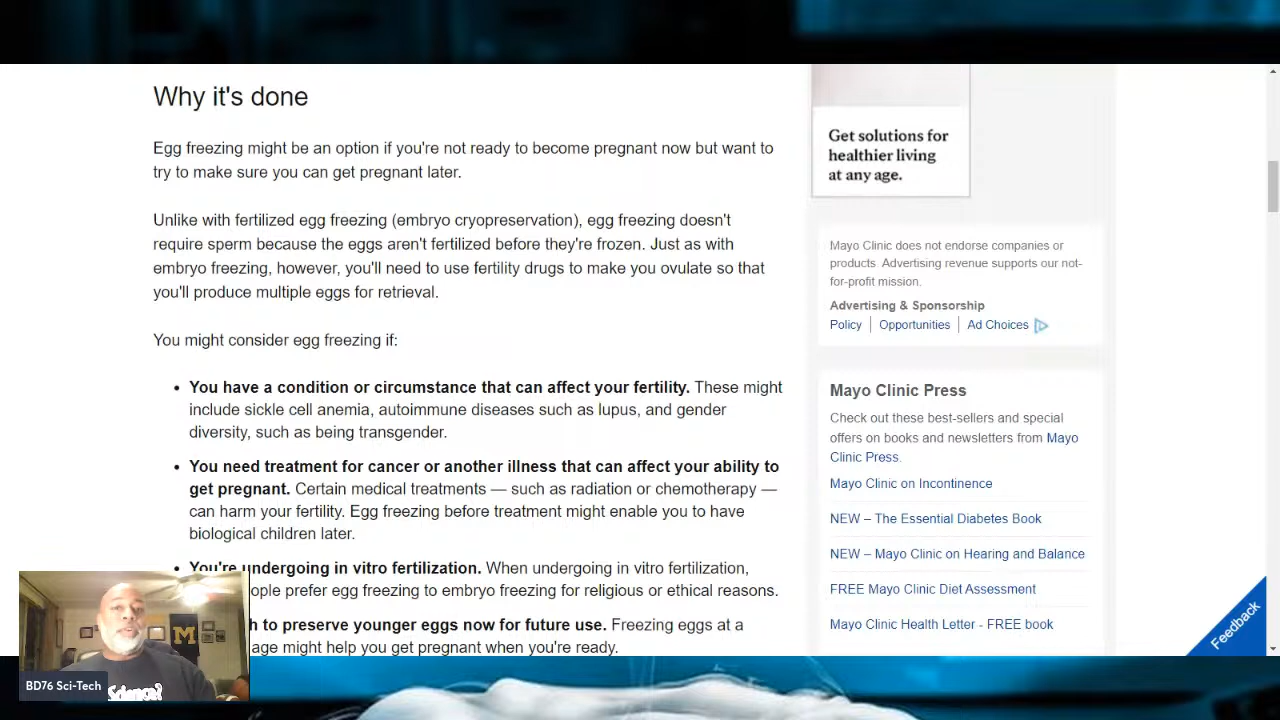 Why it's done
Egg freezing might be an option if you're not ready to become pregnant now but want to
try to make sure you can get pregnant later.
Unlike with fertilized egg freezing (embryo cryopreservation), egg freezing doesn't
require sperm because the eggs aren't fertilized before they're frozen. Just as with
embryo freezing, however, you'll need to use fertility drugs to make you ovulate so that
you'll produce multiple eggs for retrieval.
You might consider egg freezing if:
• You have a condition or circumstance that can affect your fertility. These might
include sickle cell anemia, autoimmune diseases such as lupus, and gender
diversity, such as being transgender.
• You need treatment for cancer or another illness that can affect your ability to
get pregnant. Certain medical treatments — such as radiation or chemotherapy —
can harm your fertility. Egg freezing before treatment might enable you to have
biological children later.
• You're undergoing in vitro fertilization. When undergoing in vitro fertilization,
ople prefer egg freezing to embryo freezing for religious or ethical reasons.
h to preserve younger eggs now for future use. Freezing eggs at a
age might help you get pregnant when you're ready.
Get solutions for
healthier living
at any age.
Mayo Clinic does not endorse companies or
products. Advertising revenue supports our not-
for-profit mission.
Advertising & Sponsorship
Policy | Opportunities | Ad Choices
Mayo Clinic Press
Check out these best-sellers and special
offers on books and newsletters from Mayo
Clinic Press.
Mayo Clinic on Incontinence
NEW – The Essential Diabetes Book
NEW – Mayo Clinic on Hearing and Balance
FREE Mayo Clinic Diet Assessment
Mayo Clinic Health Letter - FREE book
Feedback
M
BD76 Sci-Tech
Science?